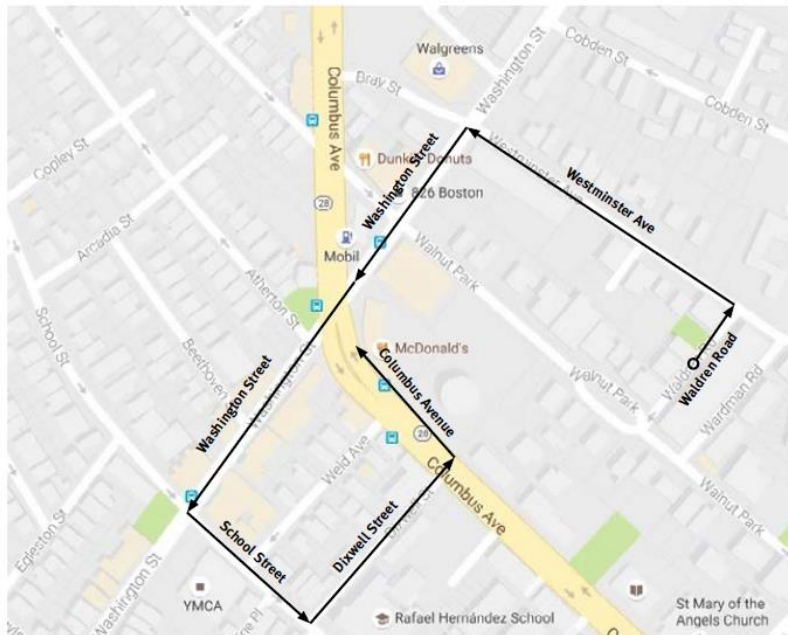 Walgreens
Washington St
Cobden St
Cobden St
Bray St
Columbus Ave
Dunkin' Donuts
Washington Street
Westminster Ave
Westminster Ave
826 Boston
Copley St
28
Mobil
Walnut Park
Arcadia St
Atherton St
School St
Beethoven
McDonald's
Columbus Avenue
Waldren Road
Wardman Rd
Walnut Park
Washington Street
Washington St
Weld Ave
28
Columbus Ave
Walnut Park
Dixwell Street
School Street
Egleston St
Washington St
YMCA
Rafael Hernández School
St Mary of the
Angels Church